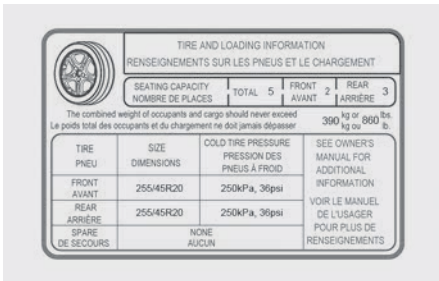 TIRE AND LOADING INFORMATION
RENSEIGNEMENTS SUR LES PNEUS ET LE CHARGEMENT
SEATING CAPACITY
NOMBRE DE PLACES
TOTAL 5
FRONT
AVANT 2
REAR
ARRIÈRE 3
The combined weight of occupants and cargo should never exceed
Le poids total des occupants et du chargement ne doit jamais dépasser
390 kg or 860 lbs.
kg ou lb.
TIRE
PNEU
SIZE
DIMENSIONS
COLD TIRE PRESSURE
PRESSION DES
PNEUS À FROID
SEE OWNER'S
MANUAL FOR
ADDITIONAL
INFORMATION
VOIR LE MANUEL
DE L'USAGER
POUR PLUS DE
RENSEIGNEMENTS
FRONT
AVANT
255/45R20
250kPa, 36psi
REAR
ARRIÈRE
255/45R20
250kPa, 36psi
SPARE
DE SECOURS
NONE
AUCUN